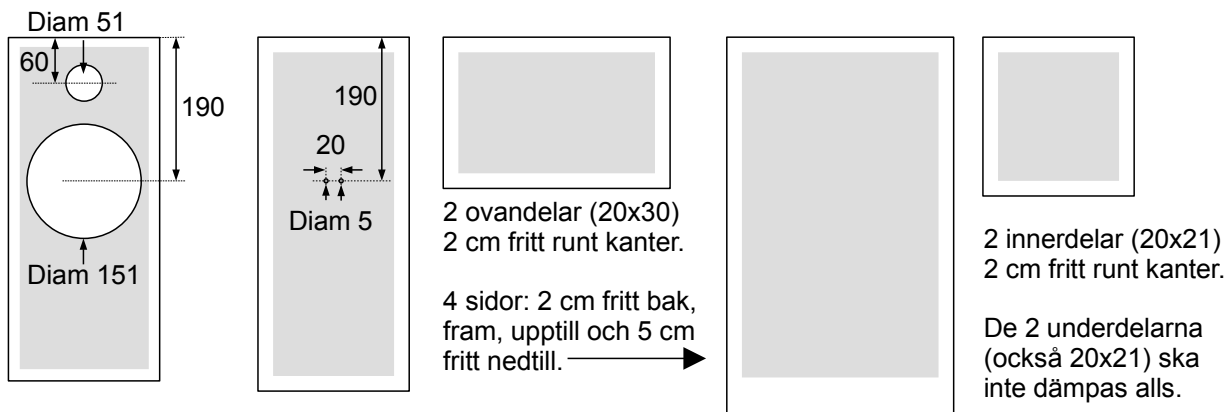 Diam 51
60
190
Diam 151
190
20
Diam 5
2 ovandelar (20x30)
2 cm fritt runt kanter.
4 sidor: 2 cm fritt bak,
fram, upptill och 5 cm
fritt nedtill.
2 innerdelar (20x21)
2 cm fritt runt kanter.
De 2 underdelarna
(också 20x21) ska
inte dämpas alls.